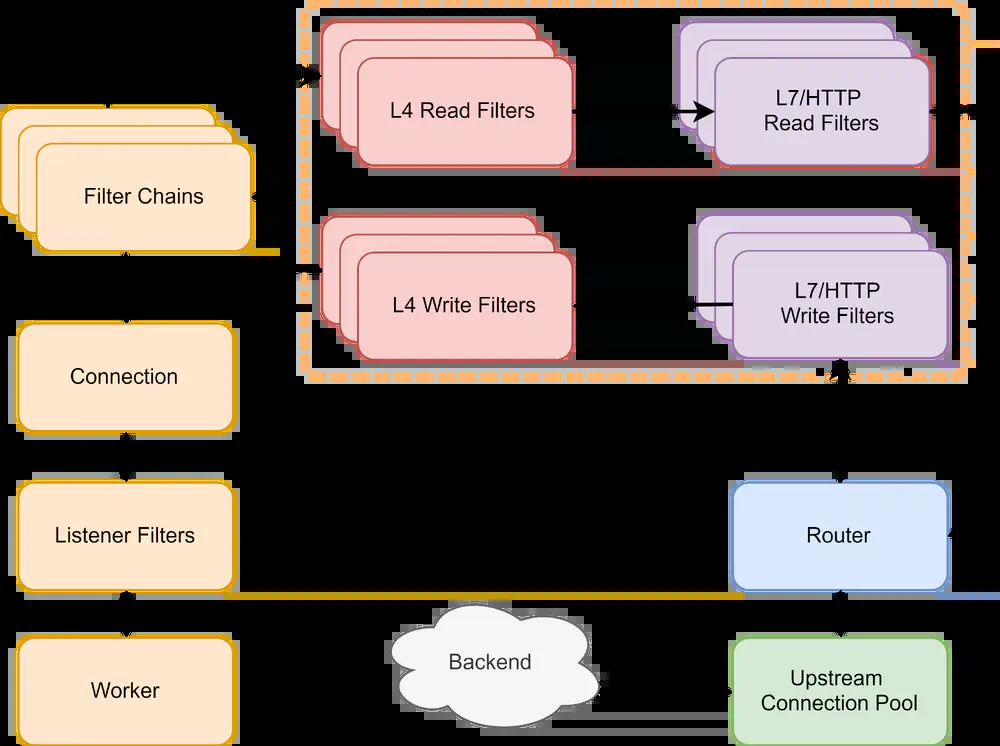 L4 Read Filters
L7/HTTP
Read Filters
Filter Chains
L4 Write Filters
L7/HTTP
Write Filters
Connection
Listener Filters
Router
Backend
Worker
Upstream
Connection Pool